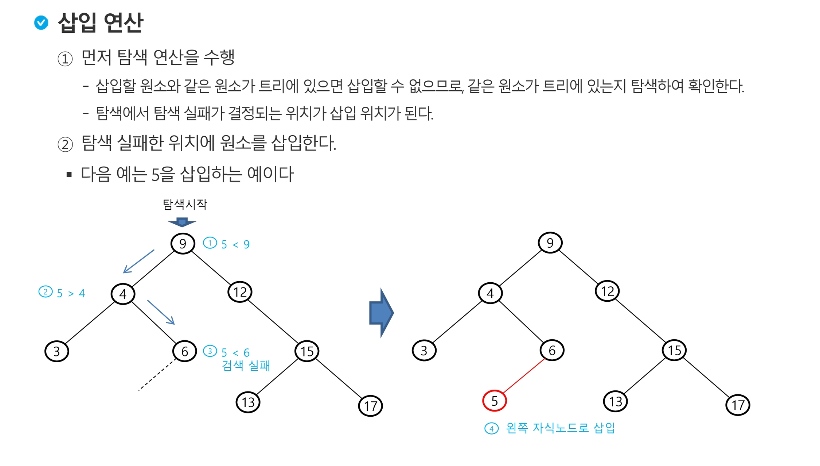 삽입 연산
① 먼저 탐색 연산을 수행
- 삽입할 원소와 같은 원소가 트리에 있으면 삽입할 수 없으므로, 같은 원소가 트리에 있는지 탐색하여 확인한다.
- 탐색에서 탐색 실패가 결정되는 위치가 삽입 위치가 된다.
② 탐색 실패한 위치에 원소를 삽입한다.
▪ 다음 예는 5을 삽입하는 예이다
탐색시작
9
① 5 < 9
② 5 > 4
4
12
3
6
③ 5 < 6
검색 실패
15
13
17
9
4
12
3
6
15
5
13
17
④ 왼쪽 자식노드로 삽입